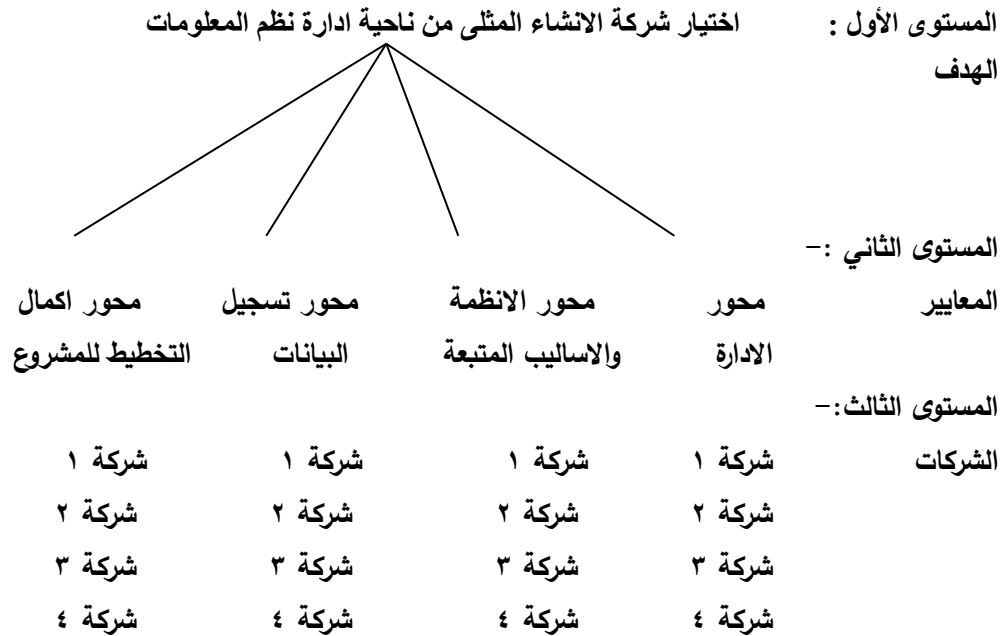 المستوى الأول : اختيار شركة الانشاء المثلى من ناحية ادارة نظم المعلومات
الهدف
المستوى الثاني :-
المعايير محور محور الانظمة محور تسجيل محور اكمال
الادارة والاساليب المتبعة البيانات التخطيط للمشروع
المستوى الثالث:-
الشركات شركة ١ شركة ١ شركة ١ شركة ١
شركة ٢ شركة ٢ شركة ٢ شركة ٢
شركة ٣ شركة ٣ شركة ٣ شركة ٣
شركة ٤ شركة ٤ شركة ٤ شركة ٤